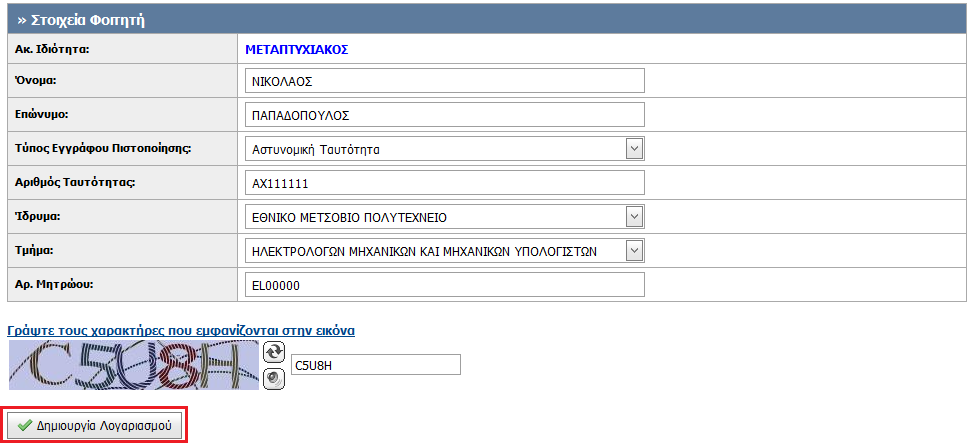 » Στοιχεία Φοιτητή
Ακ. Ιδιότητα: ΜΕΤΑΠΤΥΧΙΑΚΟΣ
Όνομα: ΝΙΚΟΛΑΟΣ
Επώνυμο: ΠΑΠΑΔΟΠΟΥΛΟΣ
Τύπος Εγγράφου Πιστοποίησης: Αστυνομική Ταυτότητα
Αριθμός Ταυτότητας: ΑΧ111111
Ίδρυμα: ΕΘΝΙΚΟ ΜΕΤΣΟΒΙΟ ΠΟΛΥΤΕΧΝΕΙΟ
Τμήμα: ΗΛΕΚΤΡΟΛΟΓΩΝ ΜΗΧΑΝΙΚΩΝ ΚΑΙ ΜΗΧΑΝΙΚΩΝ ΥΠΟΛΟΓΙΣΤΩΝ
Αρ. Μητρώου: EL00000
Γράψτε τους χαρακτήρες που εμφανίζονται στην εικόνα
C5U8H C5U8H
Δημιουργία Λογαριασμού